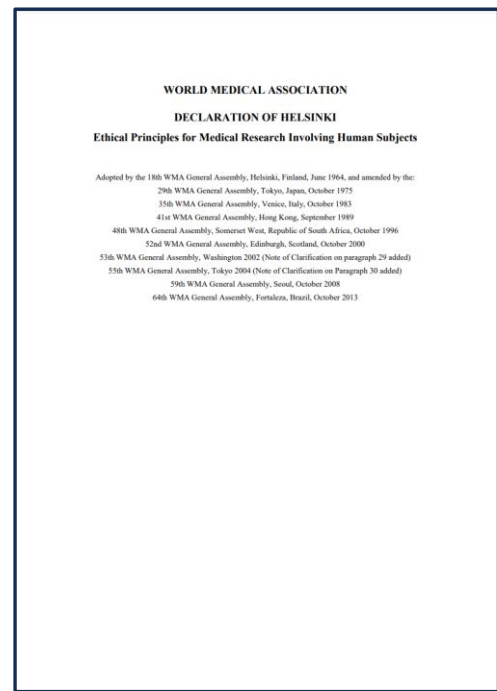 WORLD MEDICAL ASSOCIATION
DECLARATION OF HELSINKI
Ethical Principles for Medical Research Involving Human Subjects
Adopted by the 18th WMA General Assembly, Helsinki, Finland, June 1964, and amended by the:
29th WMA General Assembly, Tokyo, Japan, October 1975
35th WMA General Assembly, Venice, Italy, October 1983
41st WMA General Assembly, Hong Kong, September 1989
48th WMA General Assembly, Somerset West, Republic of South Africa, October 1996
52nd WMA General Assembly, Edinburgh, Scotland, October 2000
53th WMA General Assembly, Washington 2002 (Note of Clarification on paragraph 29 added)
55th WMA General Assembly, Tokyo 2004 (Note of Clarification on Paragraph 30 added)
59th WMA General Assembly, Seoul, October 2008
64th WMA General Assembly, Fortaleza, Brazil, October 2013